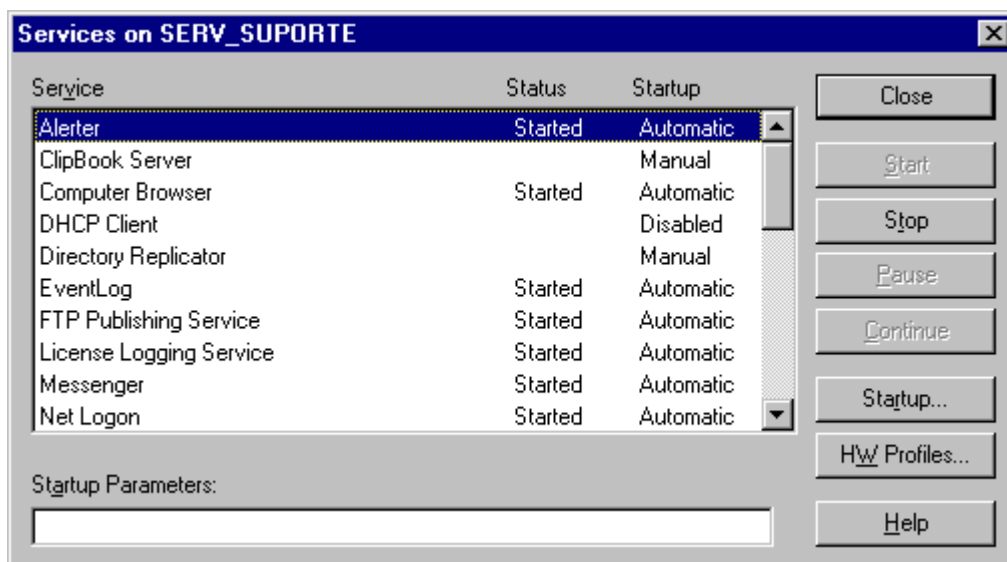 Services on SERV_SUPORTE
Service Status Startup
Alerter Started Automatic
ClipBook Server Manual
Computer Browser Started Automatic
DHCP Client Disabled
Directory Replicator Manual
EventLog Started Automatic
FTP Publishing Service Started Automatic
License Logging Service Started Automatic
Messenger Started Automatic
Net Logon Started Automatic
Startup Parameters:
Close
Start
Stop
Pause
Continue
Startup...
HW Profiles...
Help